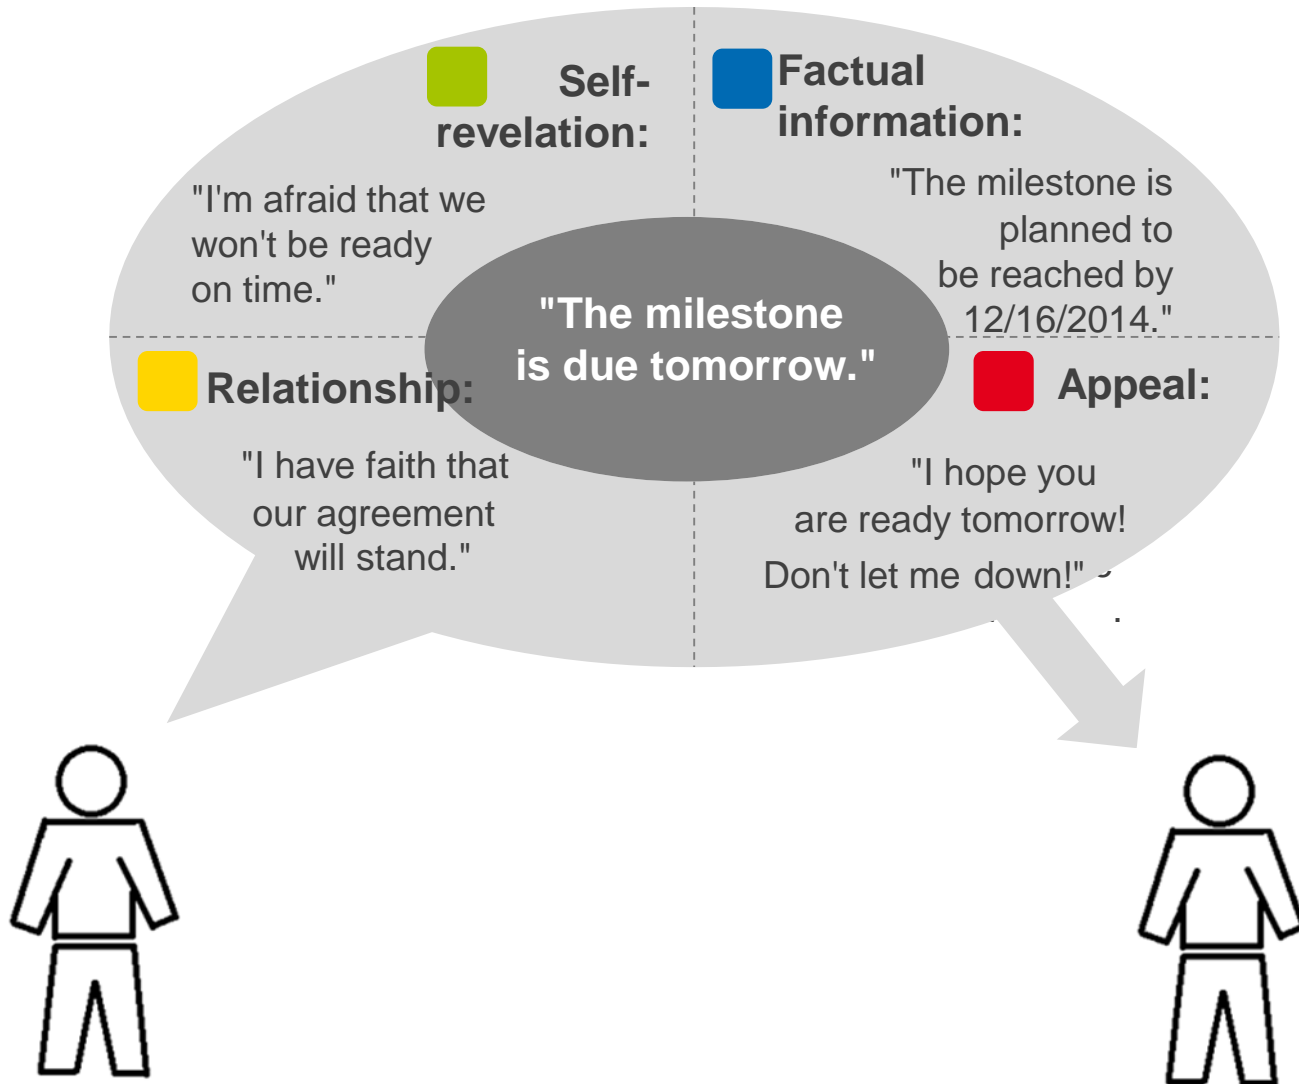 Self-
revelation:
"I'm afraid that we
won't be ready
on time."
Factual
information:
"The milestone is
planned to
be reached by
12/16/2014."
"The milestone
is due tomorrow."
Relationship:
"I have faith that
our agreement
will stand."
Appeal:
"I hope you
are ready tomorrow!
Don't let me down!"